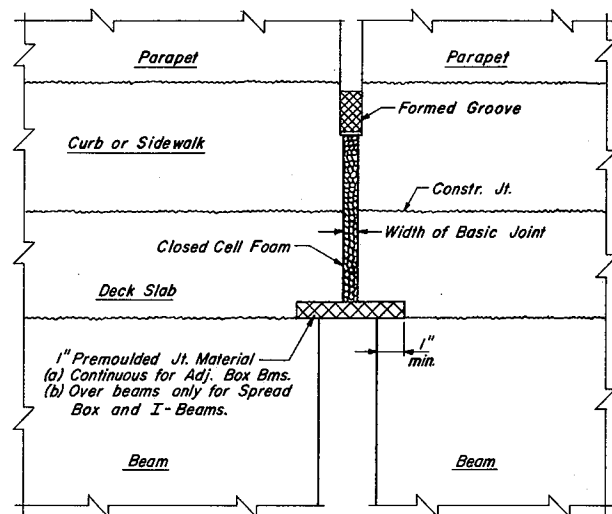 Parapet
Parapet
Formed Groove
Curb or Sidewalk
Constr. Jt.
Width of Basic Joint
Closed Cell Foam
Deck Slab
1" Premoulded Jt. Material
(a) Continuous for Adj. Box Bms.
(b) Over beams only for Spread
Box and I-Beams.
1"
min.
Beam
Beam